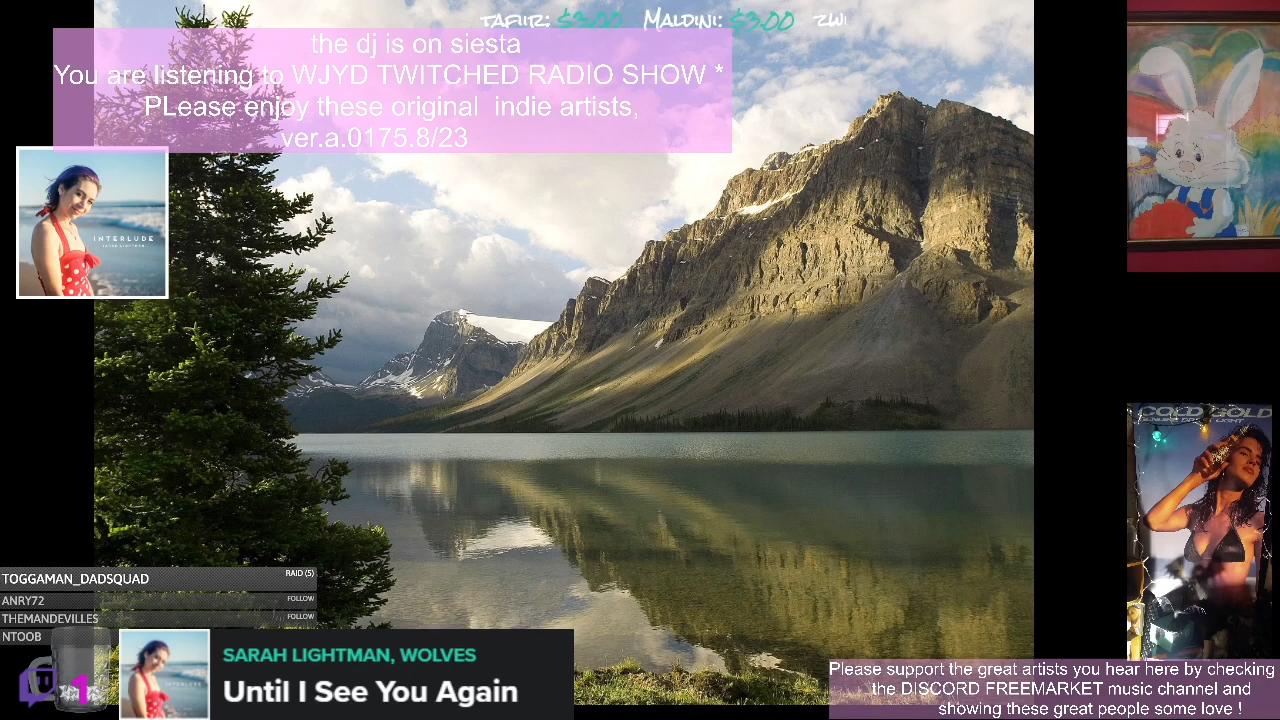 TAFIIR: $3.00 MALDINI: $3.00 ZWI
the dj is on siesta
You are listening to WJYD TWITCHED RADIO SHOW *
PLease enjoy these original indie artists,
ver.a.0175.8/23
INTERLUDE
COLD GOLD
TOGGAMAN_DADSQUAD RAID (5)
ANRY72 FOLLOW
THEMANDEVILLES FOLLOW
NTOOB
1
SARAH LIGHTMAN, WOLVES
Until I See You Again
Please support the great artists you hear here by checking
the DISCORD FREEMARKET music channel and
showing these great people some love !